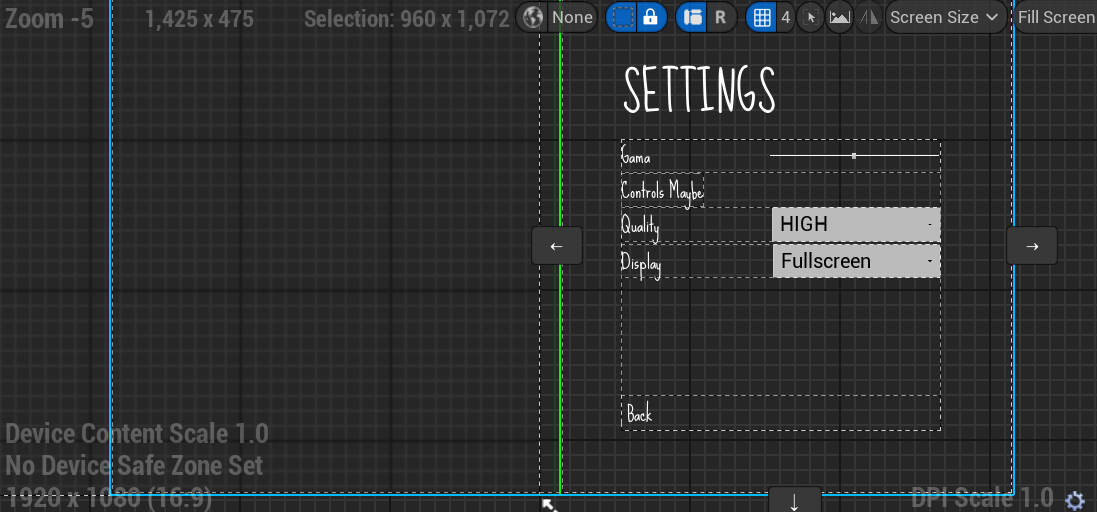 Zoom -5 1,425 x 475 Selection: 960 x 1,072 None R 4 Screen Size Fill Screen
SETTINGS
Gama
Controls Maybe
Quality HIGH
← →
Display Fullscreen
Back
Device Content Scale 1.0
No Device Safe Zone Set
1920 x 1080 (16:9) ↓ DPI Scale 1.0